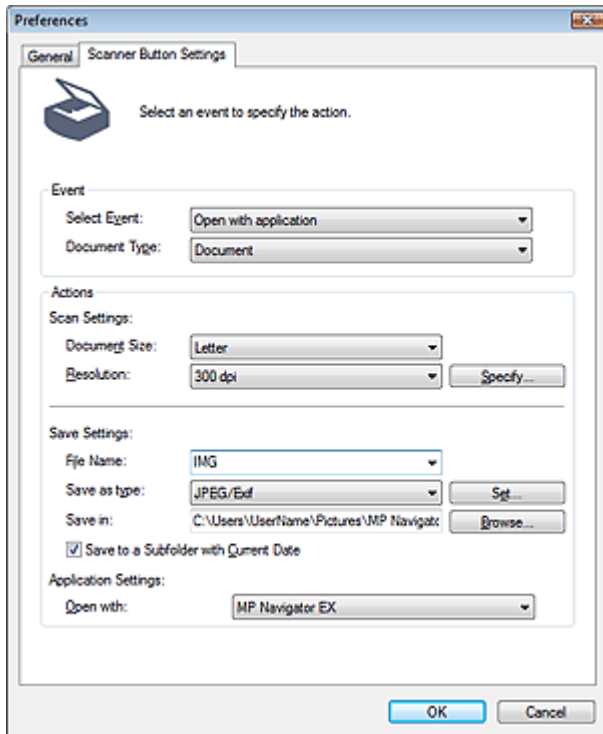 Preferences
General Scanner Button Settings
Select an event to specify the action.
Event
Select Event: Open with application
Document Type: Document
Actions
Scan Settings:
Document Size: Letter
Resolution: 300 dpi Specify...
Save Settings:
File Name: IMG
Save as type: JPEG/Exif Set...
Save in: C:\Users\UserName\Pictures\MP Navigatc Browse...
Save to a Subfolder with Current Date
Application Settings:
Open with: MP Navigator EX
OK Cancel